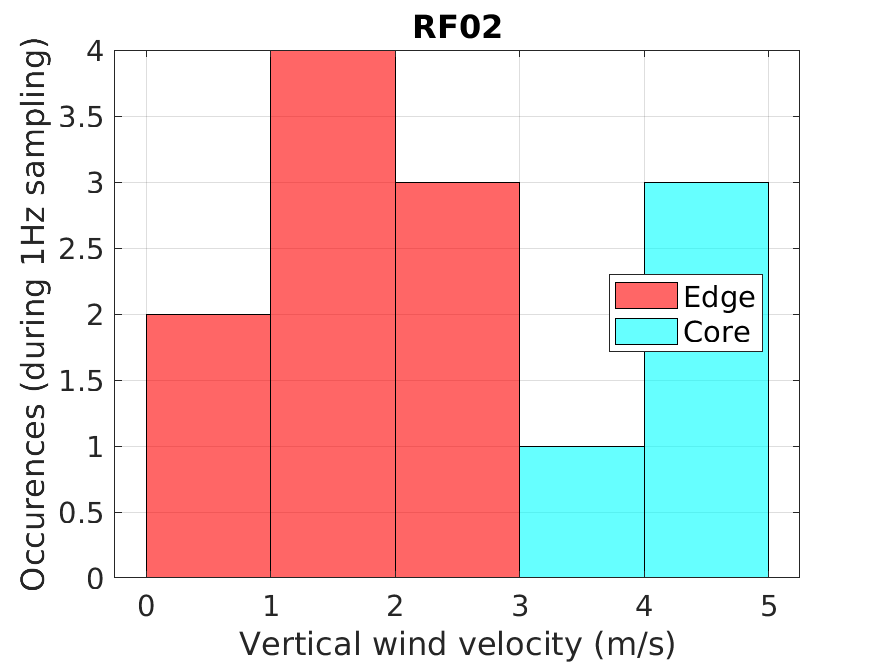 RF02
Occurences (during 1Hz sampling)
4
3.5
3
2.5
2
1.5
1
0.5
0
Edge
Core
0 1 2 3 4 5
Vertical wind velocity (m/s)